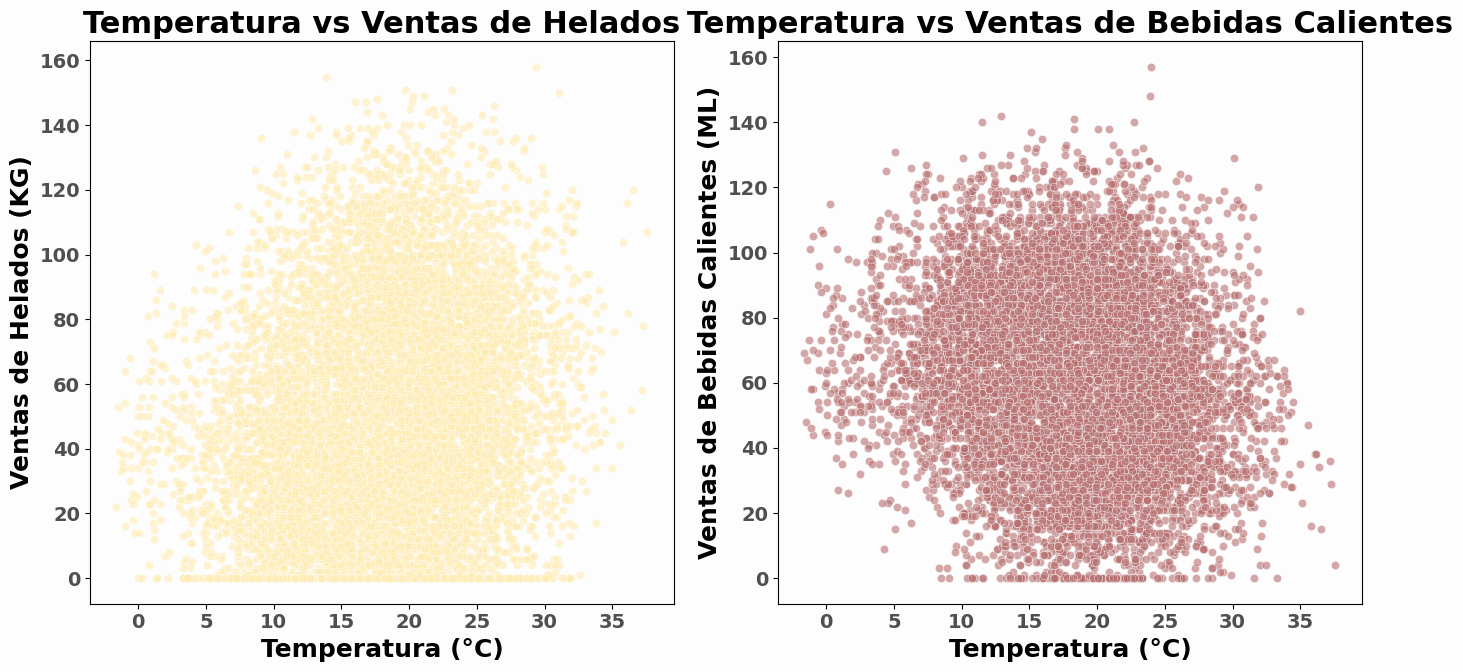 Temperatura vs Ventas de Helados
160
140
120
100
80
60
40
20
0
Ventas de Helados (KG)
0 5 10 15 20 25 30 35
Temperatura (°C)
Temperatura vs Ventas de Bebidas Calientes
160
140
120
100
80
60
40
20
0
Ventas de Bebidas Calientes (ML)
0 5 10 15 20 25 30 35
Temperatura (°C)